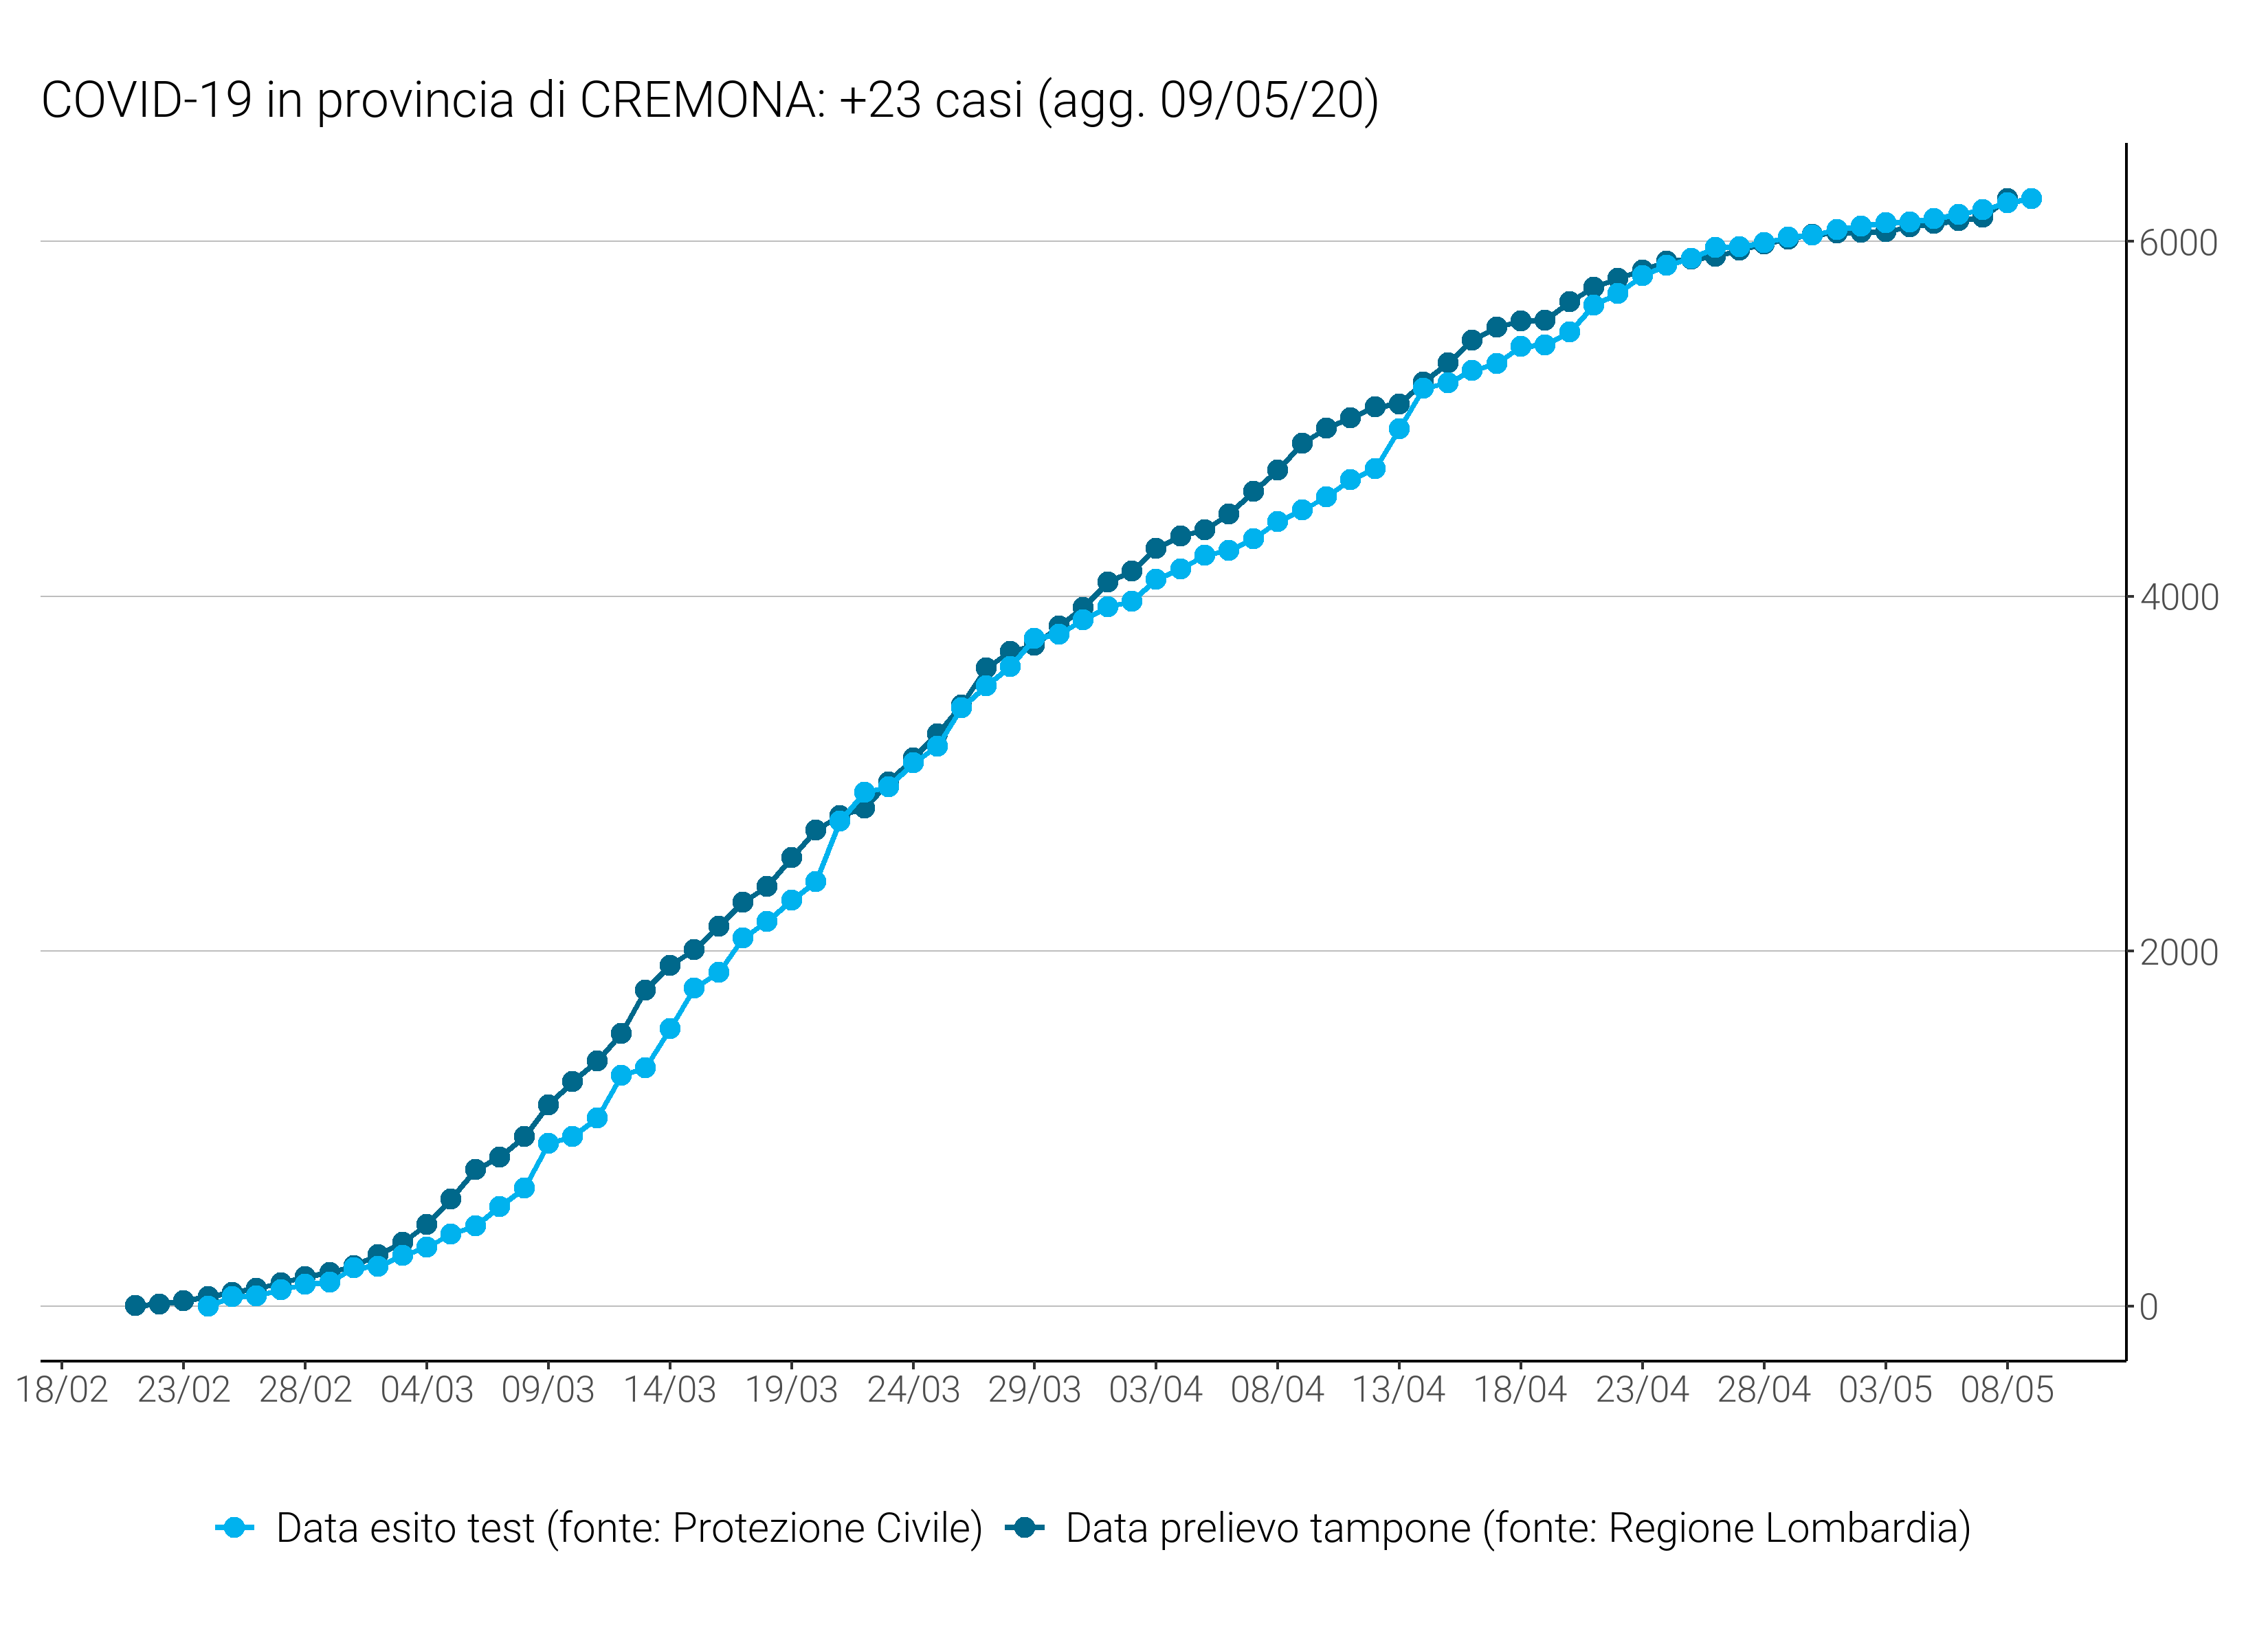 COVID-19 in provincia di CREMONA: +23 casi (agg. 09/05/20)
6000
4000
2000
0
18/02 23/02 28/02 04/03 09/03 14/03 19/03 24/03 29/03 03/04 08/04 13/04 18/04 23/04 28/04 03/05 08/05
Data esito test (fonte: Protezione Civile) Data prelievo tampone (fonte: Regione Lombardia)